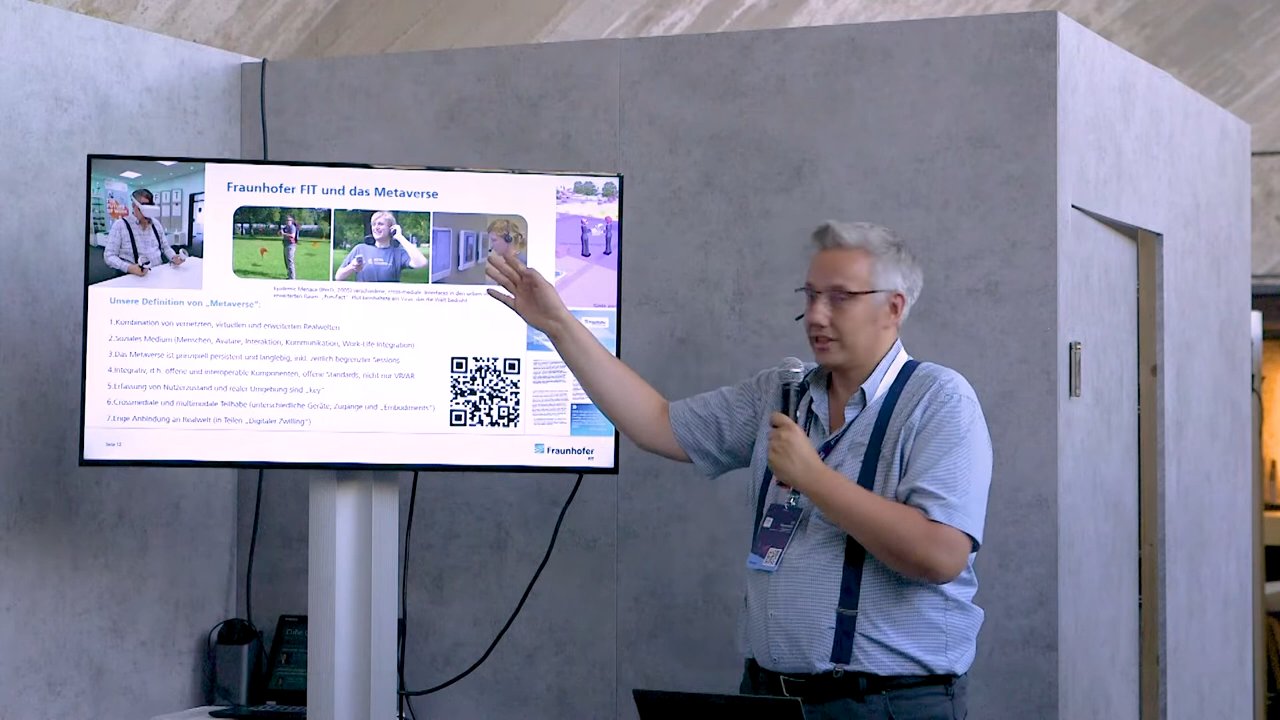 Fraunhofer FIT und das Metaverse
Unsere Definition von „Metaverse":
1.Kombination von vernetzten, virtuellen und erweiterten Realwelten
2.Soziales Medium (Menschen, Avatare, Interaktion, Kommunikation, Work-Life Integration)
3.Das Metaverse ist prinzipiell persistent und langlebig, inkl. zeitlich begrenzter Sessions
4.Integrativ, d.h. offene und interoperable Komponenten, offene Standards, nicht nur VR/AR
5.Erfassung von Nutzerzustand und realer Umgebung sind „key"
6.Crossmediale und multimodale Teilhabe (unterschiedliche Geräte, Zugänge und „Embodiments")
7.Enge Anbindung an Realwelt (in Teilen „Digitaler Zwilling")
Seite 12
Fraunhofer
FIT